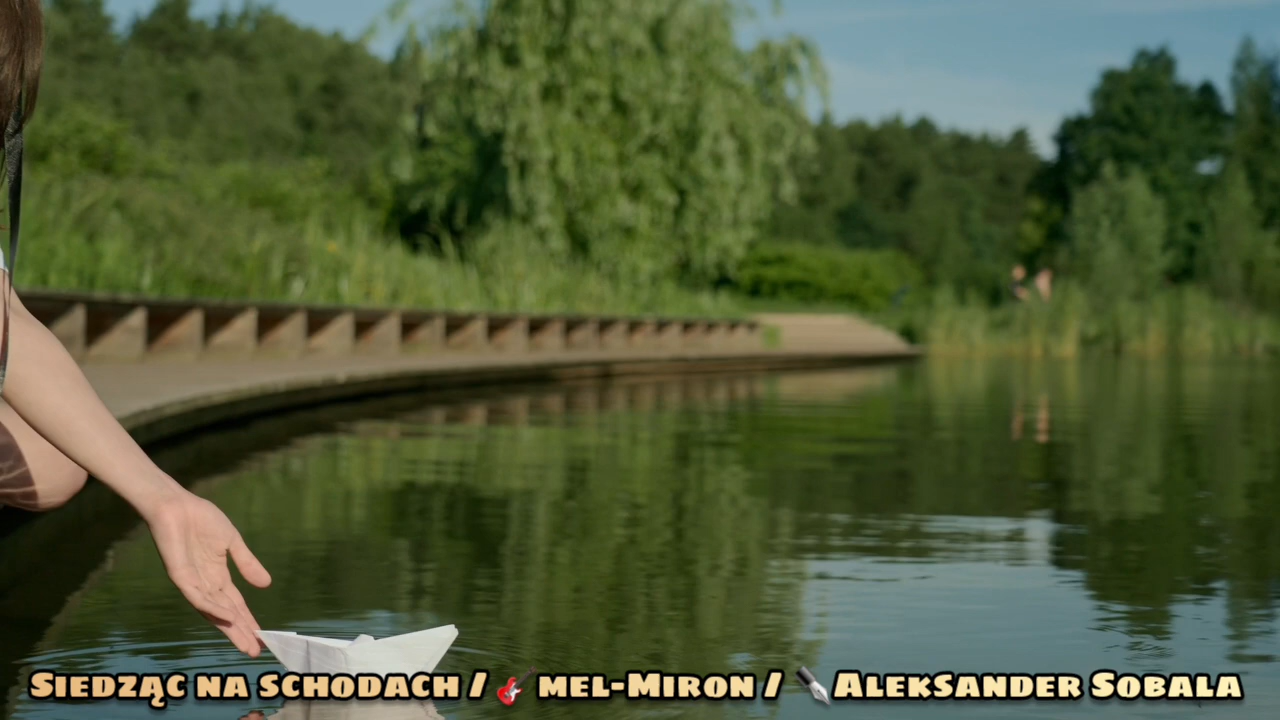 Siedząc na schodach / 🎸 mel-Miron / ✒️ Aleksander Sobala